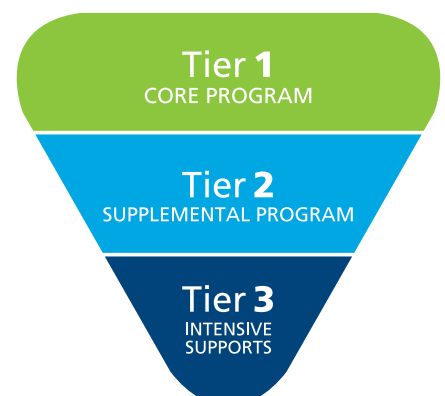 Tier 1
CORE PROGRAM
Tier 2
SUPPLEMENTAL PROGRAM
Tier 3
INTENSIVE
SUPPORTS